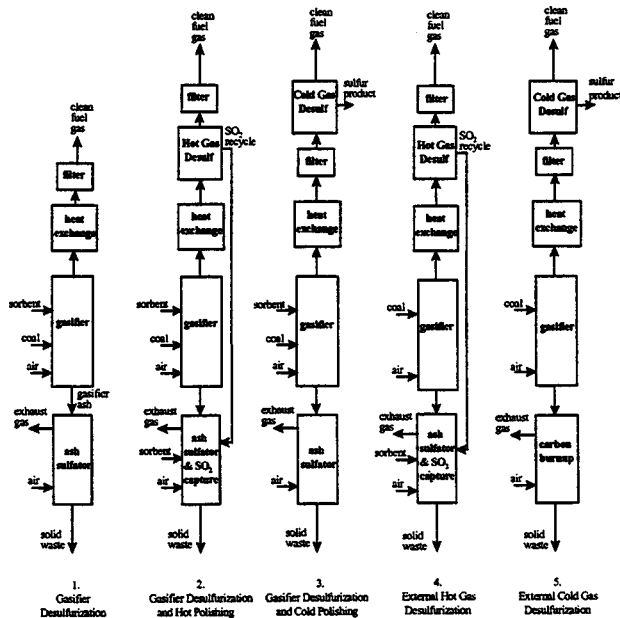 clean
fuel
gas
filter
heat
exchange
sorbent
gasifier
coal
air
gasifier
ash
exhaust
gas
ash
sulfator
air
solid
waste
1.
Gasifier
Desulfurization
clean
fuel
gas
filter
SO2
recycle
Hot Gas
Desulf
heat
exchange
sorbent
gasifier
coal
air
exhaust
gas
ash
sulfator
& SO2
capture
sorbent
air
solid
waste
2.
Gasifier Desulfurization
and Hot Polishing
clean
fuel
gas
Cold Gas
Desulf
sulfur
product
filter
heat
exchange
sorbent
gasifier
coal
air
exhaust
gas
ash
sulfator
air
solid
waste
3.
Gasifier Desulfurization
and Cold Polishing
clean
fuel
gas
filter
SO2
recycle
Hot Gas
Desulf
heat
exchange
coal
gasifier
air
exhaust
gas
ash
sulfator
& SO2
capture
sorbent
air
solid
waste
4.
External Hot Gas
Desulfurization
clean
fuel
gas
Cold Gas
Desulf
sulfur
product
filter
heat
exchange
coal
gasifier
air
exhaust
gas
carbon
burnup
air
solid
waste
5.
External Cold Gas
Desulfurization